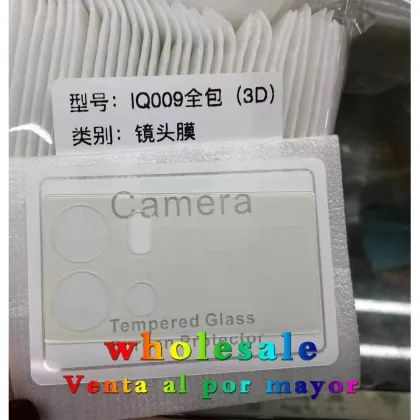 型号：IQ009全包（3D）
类别：镜头膜
Camera
Tempered Glass
Protector
wholesale
Venta al por mayor